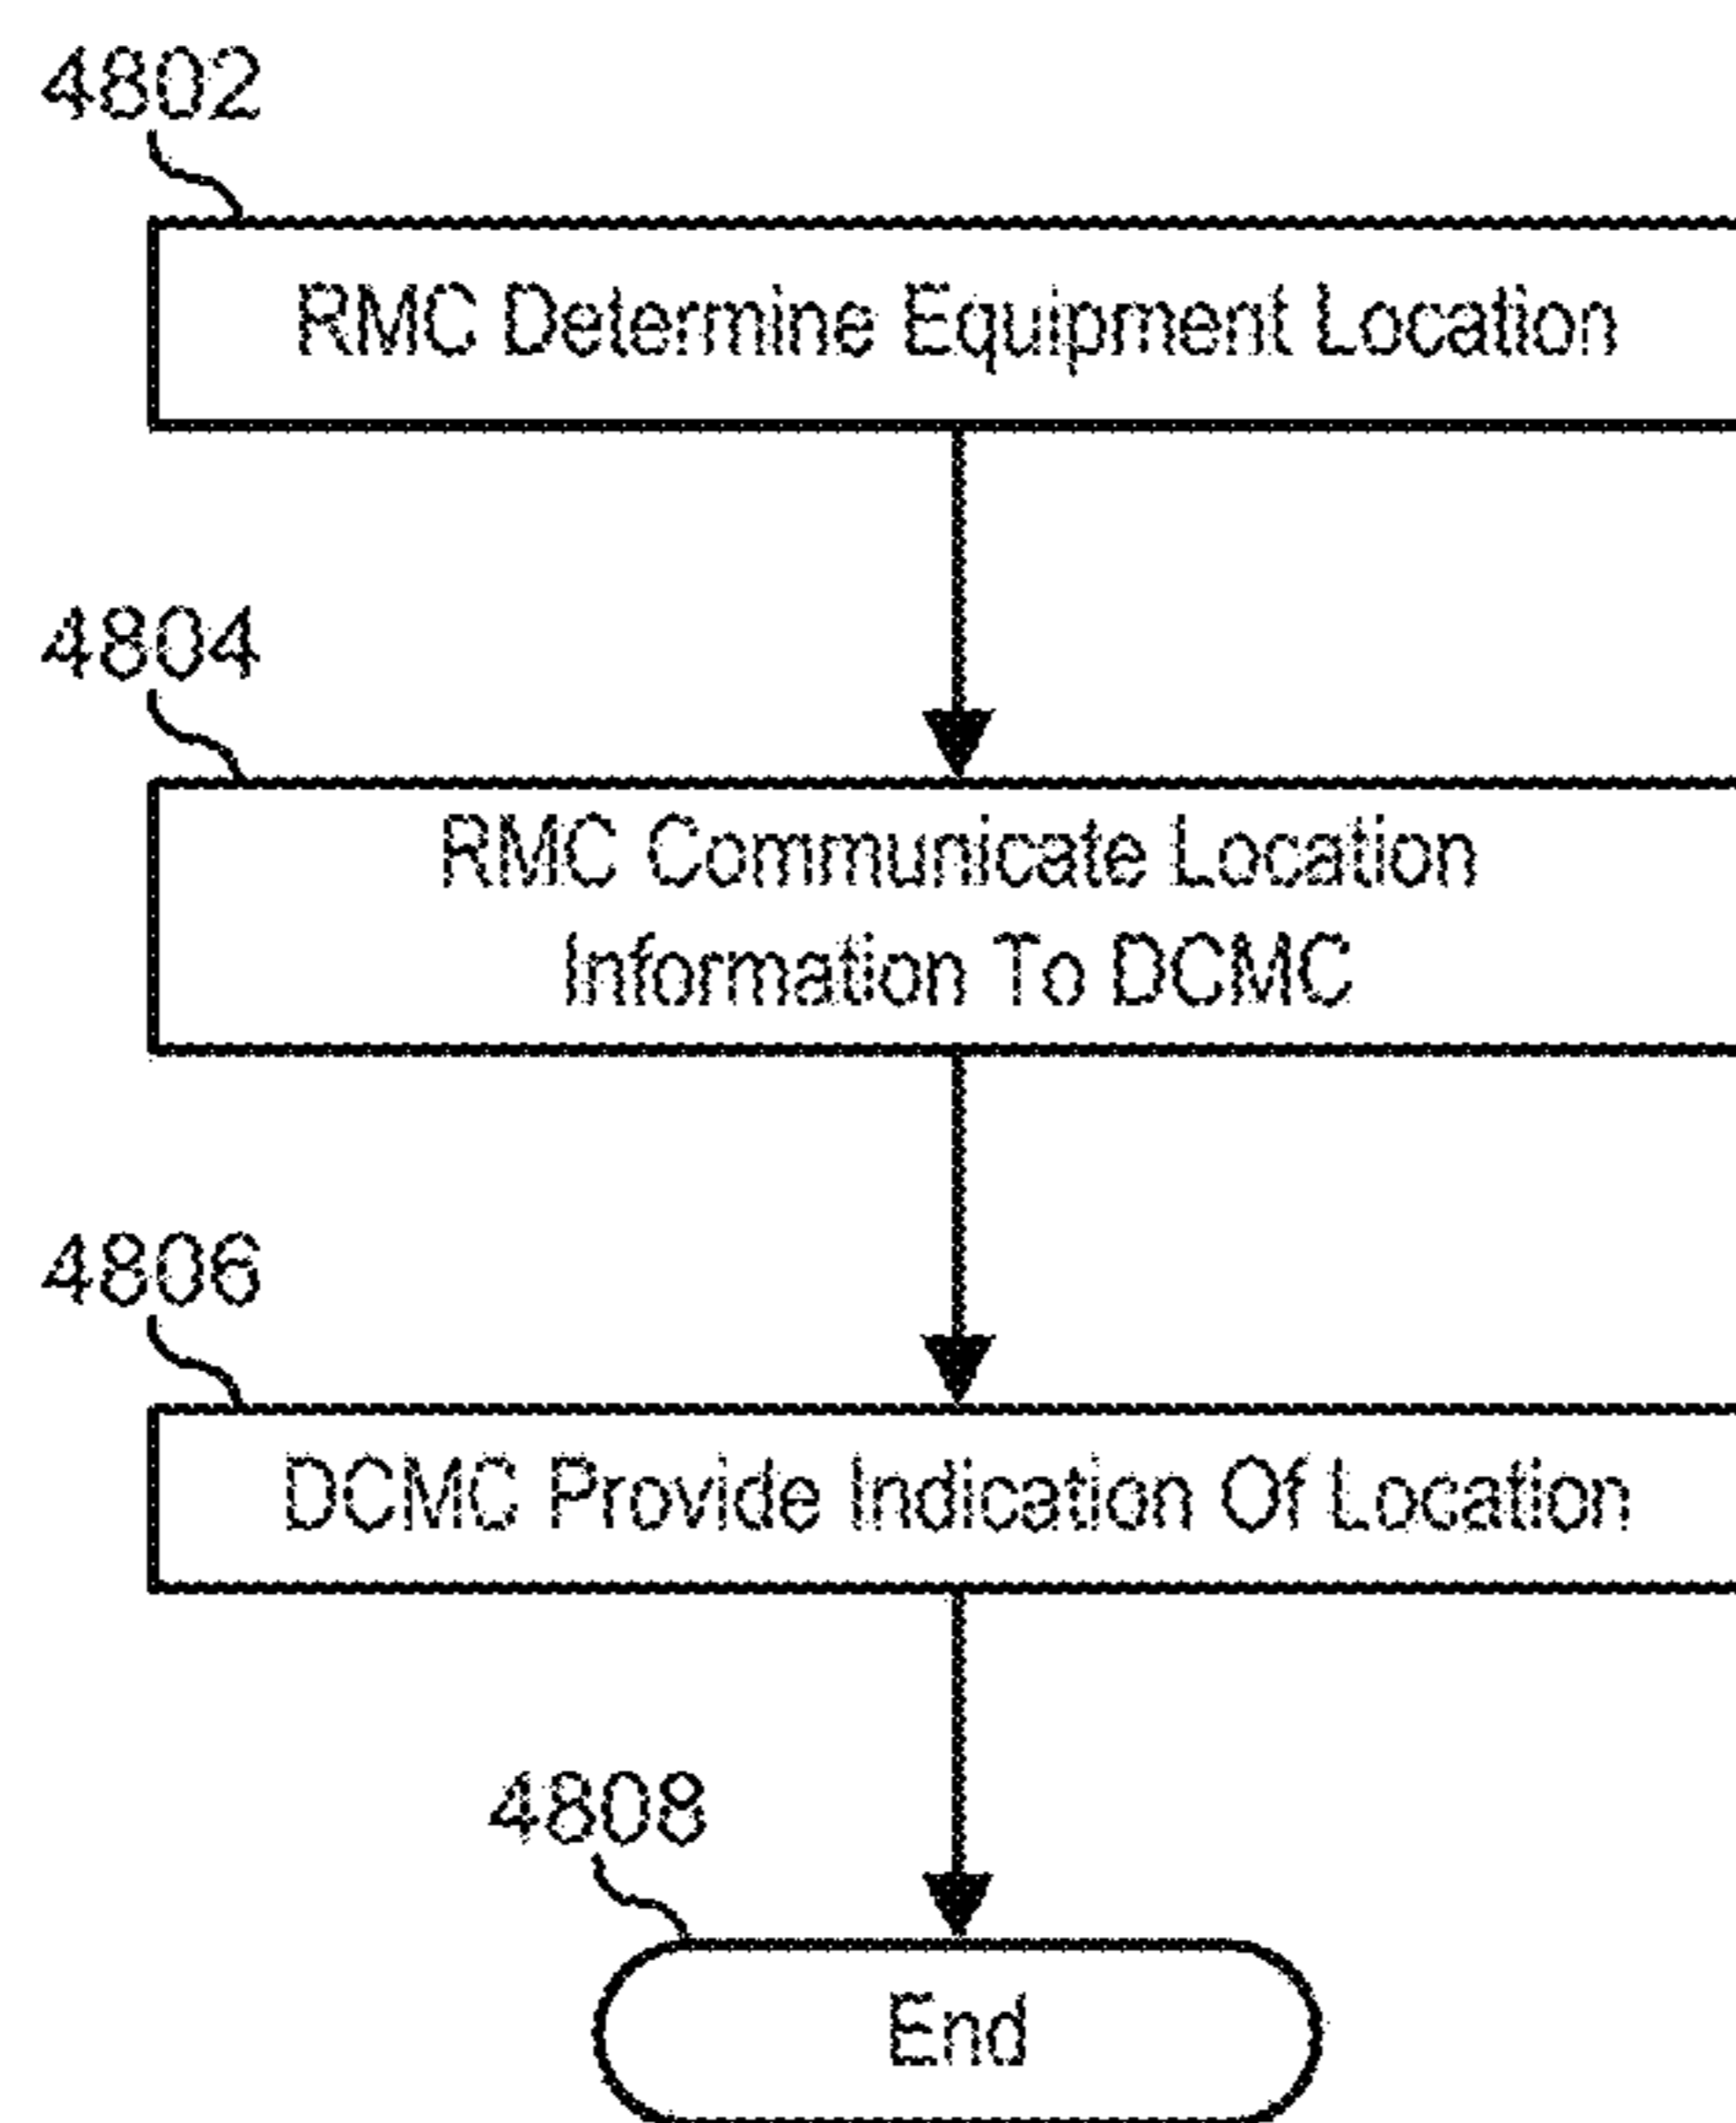 4802
RMC Determine Equipment Location
4804
RMC Communicate Location
Information To DCMC
4806
DCMC Provide Indication Of Location
4808
End